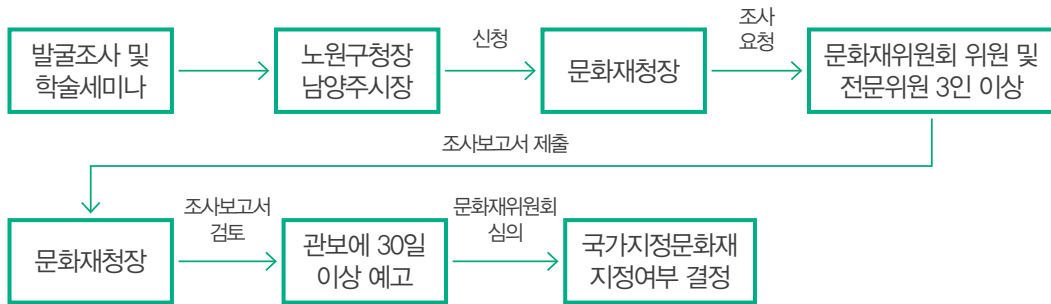 발굴조사 및
학술세미나
노원구청장
남양주시장
신청
문화재청장
조사
요청
문화재위원회 위원 및
전문위원 3인 이상
조사보고서 제출
문화재청장
조사보고서
검토
관보에 30일
이상 예고
문화재위원회
심의
국가지정문화재
지정여부 결정